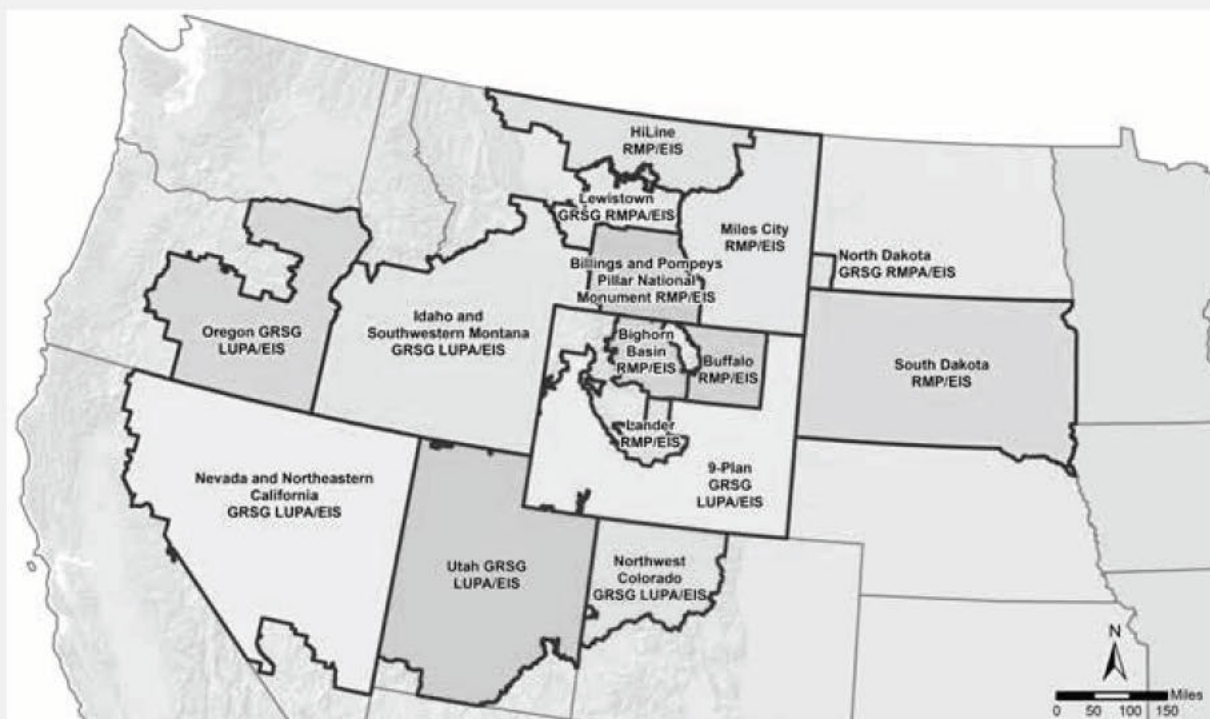 HiLine
RMP/EIS
Lewistown
GRSG RMPA/EIS
Miles City
RMP/EIS
North Dakota
GRSG RMPA/EIS
Billings and Pompeys
Pillar National
Monument RMP/EIS
Oregon GRSG
LUPA/EIS
Idaho and
Southwestern Montana
GRSG LUPA/EIS
Bighorn
Basin
RMP/EIS
Buffalo
RMP/EIS
South Dakota
RMP/EIS
Lander
RMP/EIS
9-Plan
GRSG
LUPA/EIS
Nevada and Northeastern
California
GRSG LUPA/EIS
Utah GRSG
LUPA/EIS
Northwest
Colorado
GRSG LUPA/EIS
N
Miles
0 50 100 150